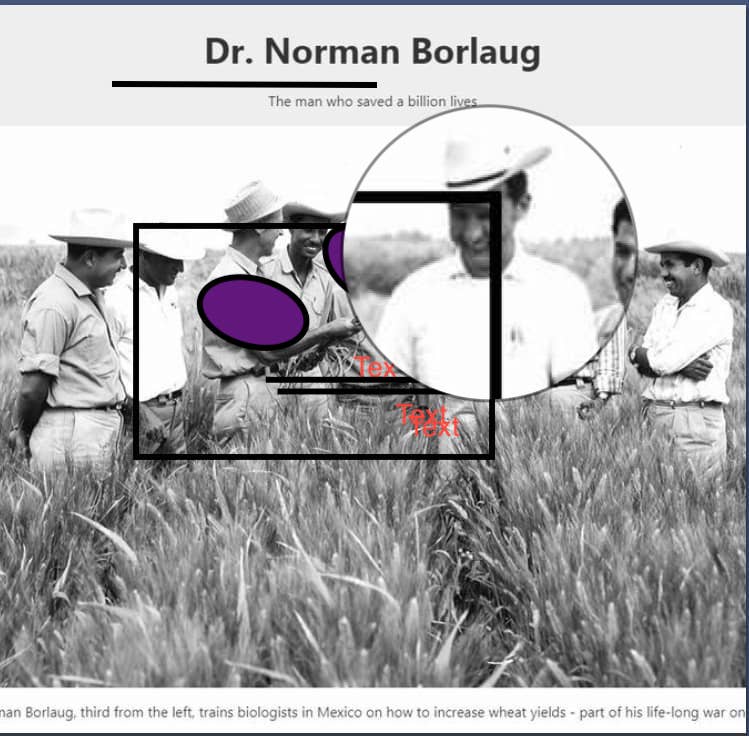 Dr. Norman Borlaug
The man who saved a billion lives
Tex
Text
Text
man Borlaug, third from the left, trains biologists in Mexico on how to increase wheat yields - part of his life-long war on